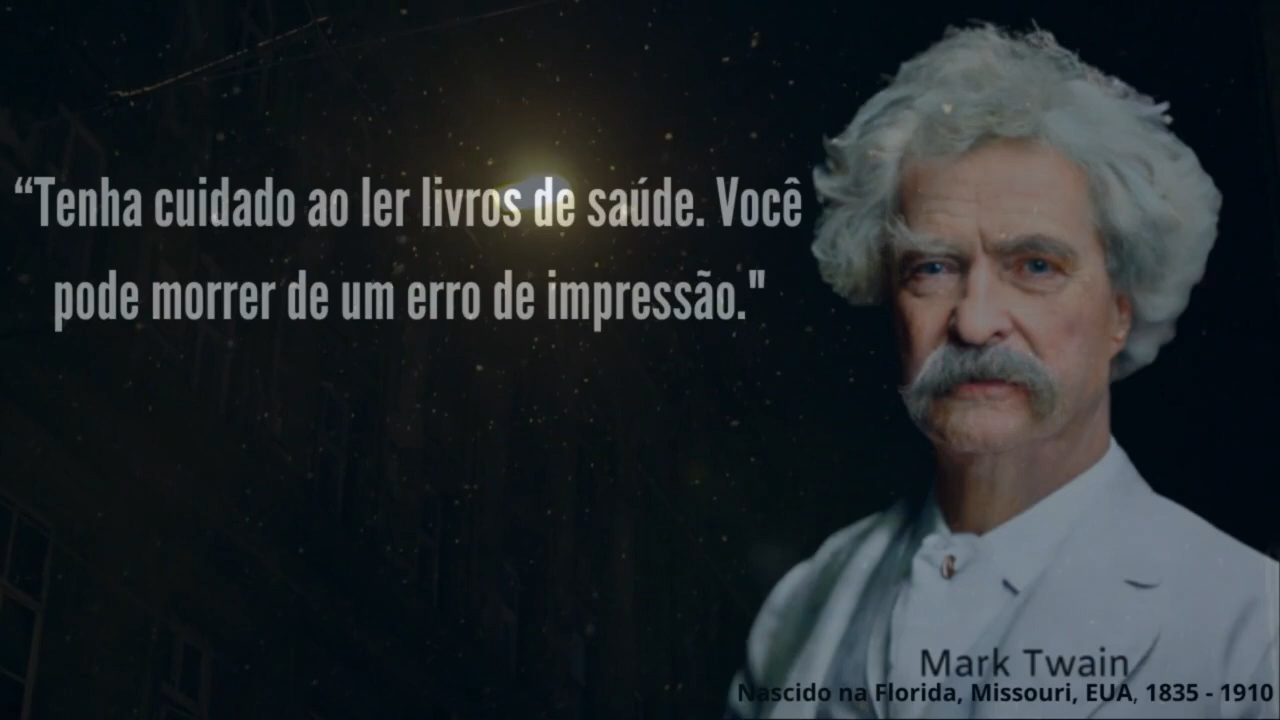 “Tenha cuidado ao ler livros de saúde. Você
pode morrer de um erro de impressão."
Mark Twain
Nascido na Florida, Missouri, EUA, 1835 - 1910